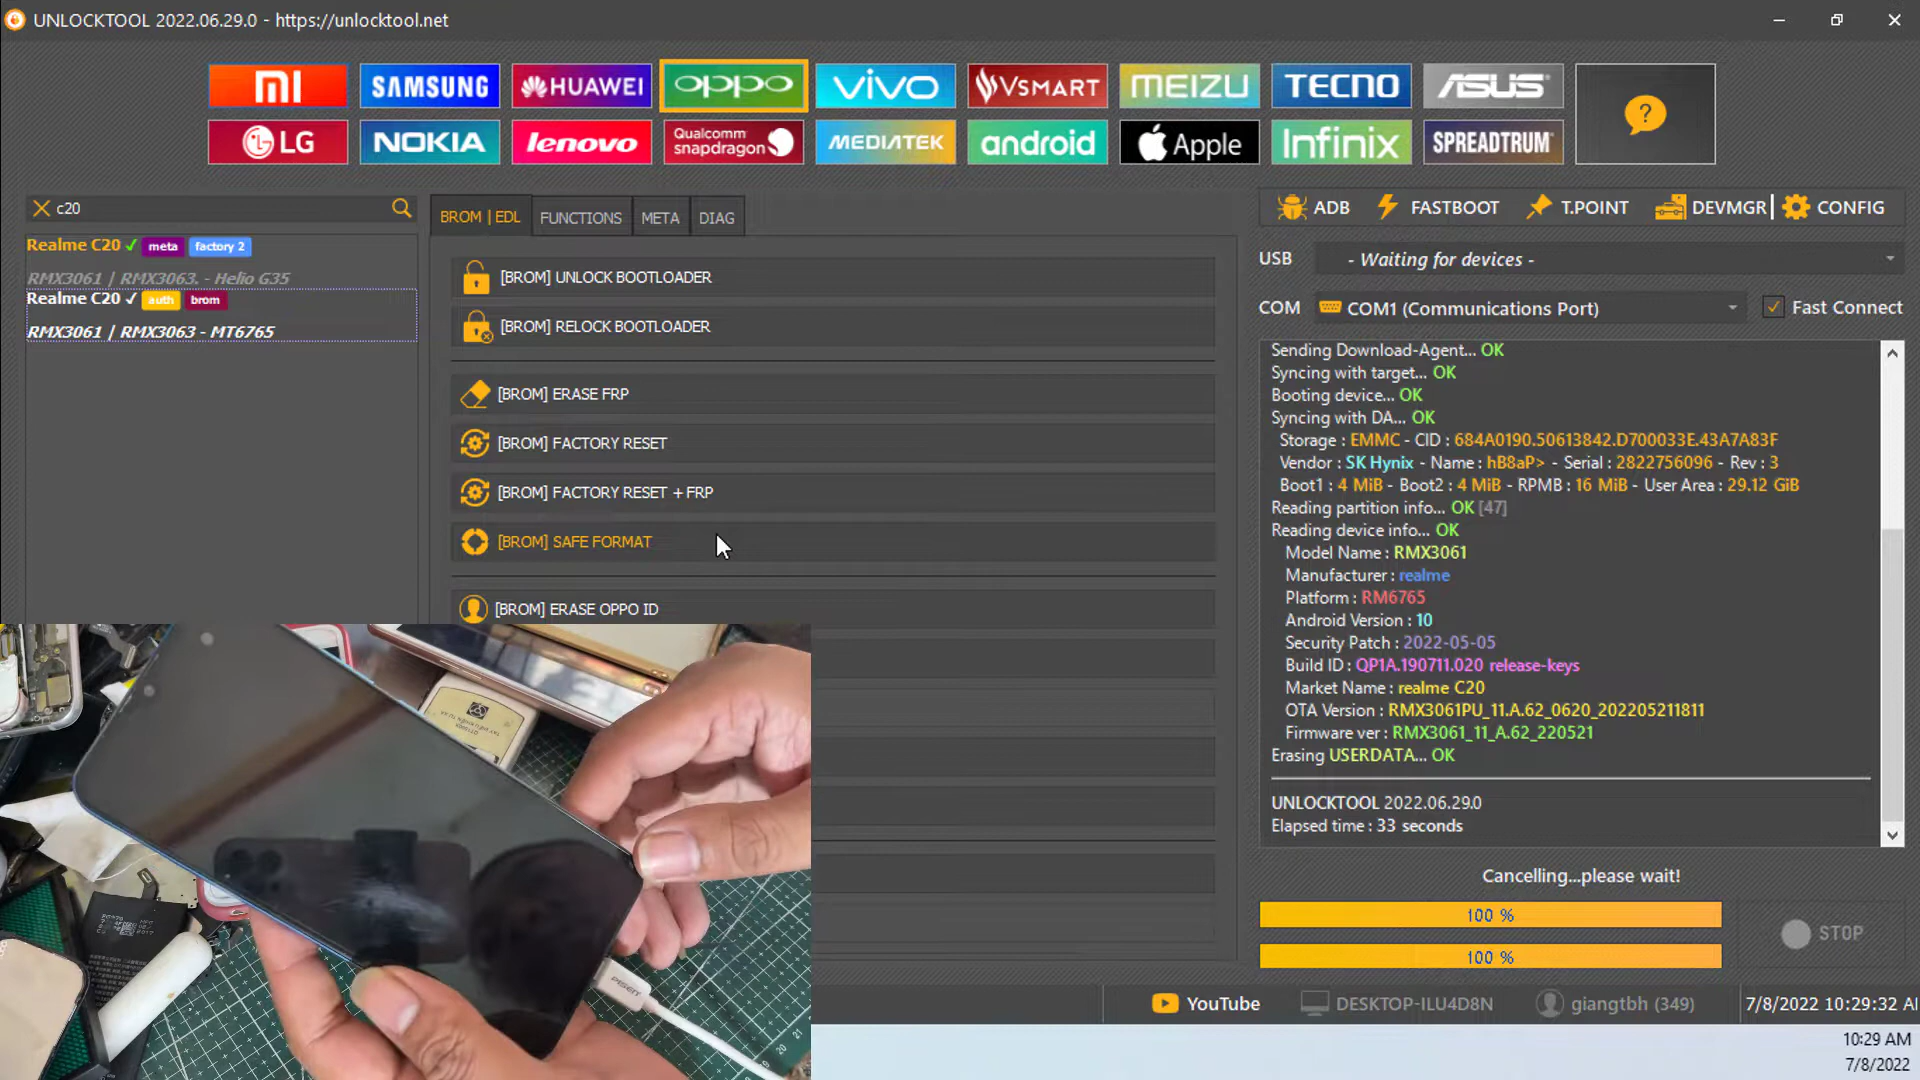 UNLOCKTOOL 2022.06.29.0 - https://unlocktool.net
MI
SAMSUNG
HUAWEI
oppo
vivo
VSMART
MEIZU
TECNO
ASUS
?
LG
NOKIA
lenovo
Qualcomm
snapdragon
MEDIATEK
android
Apple
Infinix
SPREADTRUM
c20
Realme C20 ✓ meta factory 2
RMX3061 | RMX3063. - Helio G35
Realme C20 ✓ auth brom
RMX3061 | RMX3063 - MT6765
BROM | EDL FUNCTIONS META DIAG
[BROM] UNLOCK BOOTLOADER
[BROM] RELOCK BOOTLOADER
[BROM] ERASE FRP
[BROM] FACTORY RESET
[BROM] FACTORY RESET + FRP
[BROM] SAFE FORMAT
[BROM] ERASE OPPO ID
ADB FASTBOOT T.POINT DEVMGR CONFIG
USB - Waiting for devices -
COM COM1 (Communications Port) Fast Connect
Sending Download-Agent... OK
Syncing with target... OK
Booting device... OK
Syncing with DA... OK
Storage : EMMC - CID : 684A0190.50613842.D700033E.43A7A83F
Vendor : SK Hynix - Name : hB8aP> - Serial : 2822756096 - Rev : 3
Boot1 : 4 MiB - Boot2 : 4 MiB - RPMB : 16 MiB - User Area : 29.12 GiB
Reading partition info... OK [47]
Reading device info... OK
Model Name : RMX3061
Manufacturer : realme
Platform : RM6765
Android Version : 10
Security Patch : 2022-05-05
Build ID : QP1A.190711.020 release-keys
Market Name : realme C20
OTA Version : RMX3061PU_11.A.62_0620_202205211811
Firmware ver : RMX3061_11_A.62_220521
Erasing USERDATA... OK
UNLOCKTOOL 2022.06.29.0
Elapsed time : 33 seconds
Cancelling...please wait!
100 %
100 %
STOP
PISEN
YouTube DESKTOP-ILU4D8N giangtbh (349) 7/8/2022 10:29:32 AM
10:29 AM
7/8/2022